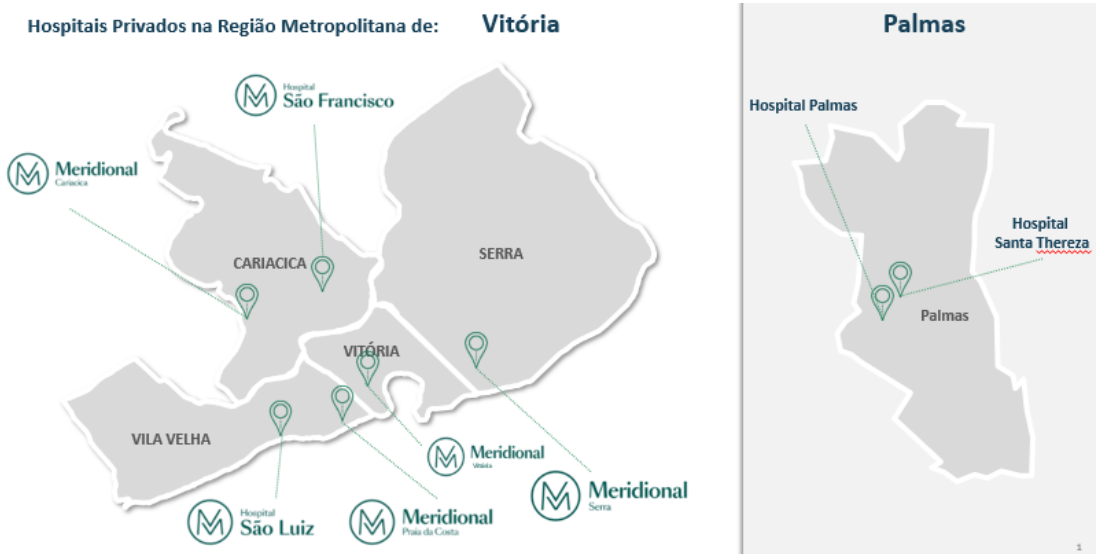 Hospitais Privados na Região Metropolitana de: Vitória
Hospital
São Francisco
Meridional
Cariacica
CARIACICA
SERRA
VITÓRIA
VILA VELHA
Meridional
Vitória
Meridional
Serra
Hospital
São Luiz
Meridional
Praia da Costa
Palmas
Hospital Palmas
Hospital
Santa Thereza
Palmas
1